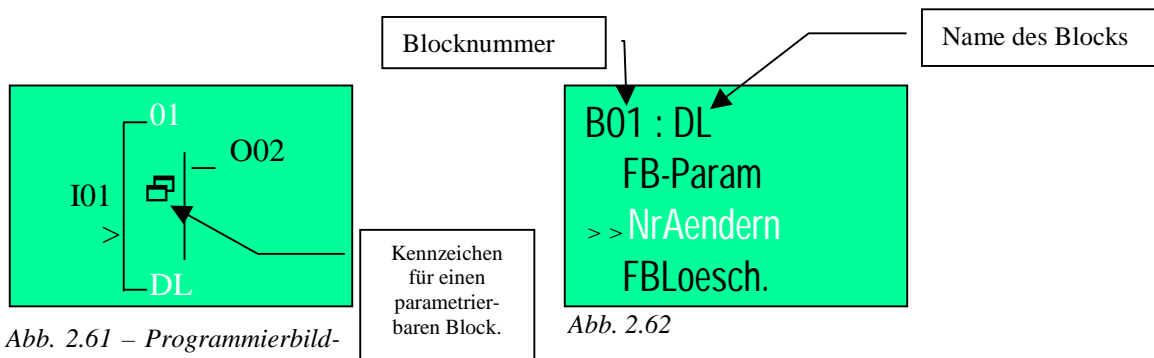 Blocknummer
Name des Blocks
01
O02
I01
>
DL
Kennzeichen
für einen
parametrier-
baren Block.
Abb. 2.61 – Programmierbild-
B01 : DL
FB-Param
>>NrAendern
FBLoesch.
Abb. 2.62